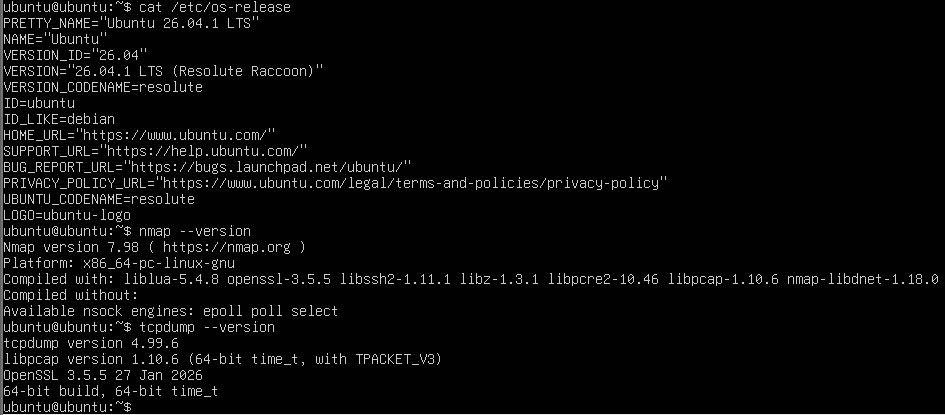 ubuntu@ubuntu:~$ cat /etc/os-release
PRETTY_NAME="Ubuntu 26.04.1 LTS"
NAME="Ubuntu"
VERSION_ID="26.04"
VERSION="26.04.1 LTS (Resolute Raccoon)"
VERSION_CODENAME=resolute
ID=ubuntu
ID_LIKE=debian
HOME_URL="https://www.ubuntu.com/"
SUPPORT_URL="https://help.ubuntu.com/"
BUG_REPORT_URL="https://bugs.launchpad.net/ubuntu/"
PRIVACY_POLICY_URL="https://www.ubuntu.com/legal/terms-and-policies/privacy-policy"
UBUNTU_CODENAME=resolute
LOGO=ubuntu-logo
ubuntu@ubuntu:~$ nmap --version
Nmap version 7.98 ( https://nmap.org )
Platform: x86_64-pc-linux-gnu
Compiled with: liblua-5.4.8 openssl-3.5.5 libssh2-1.11.1 libz-1.3.1 libpcre2-10.46 libpcap-1.10.6 nmap-libdnet-1.18.0
Compiled without:
Available nsock engines: epoll poll select
ubuntu@ubuntu:~$ tcpdump --version
tcpdump version 4.99.6
libpcap version 1.10.6 (64-bit time_t, with TPACKET_V3)
OpenSSL 3.5.5 27 Jan 2026
64-bit build, 64-bit time_t
ubuntu@ubuntu:~$